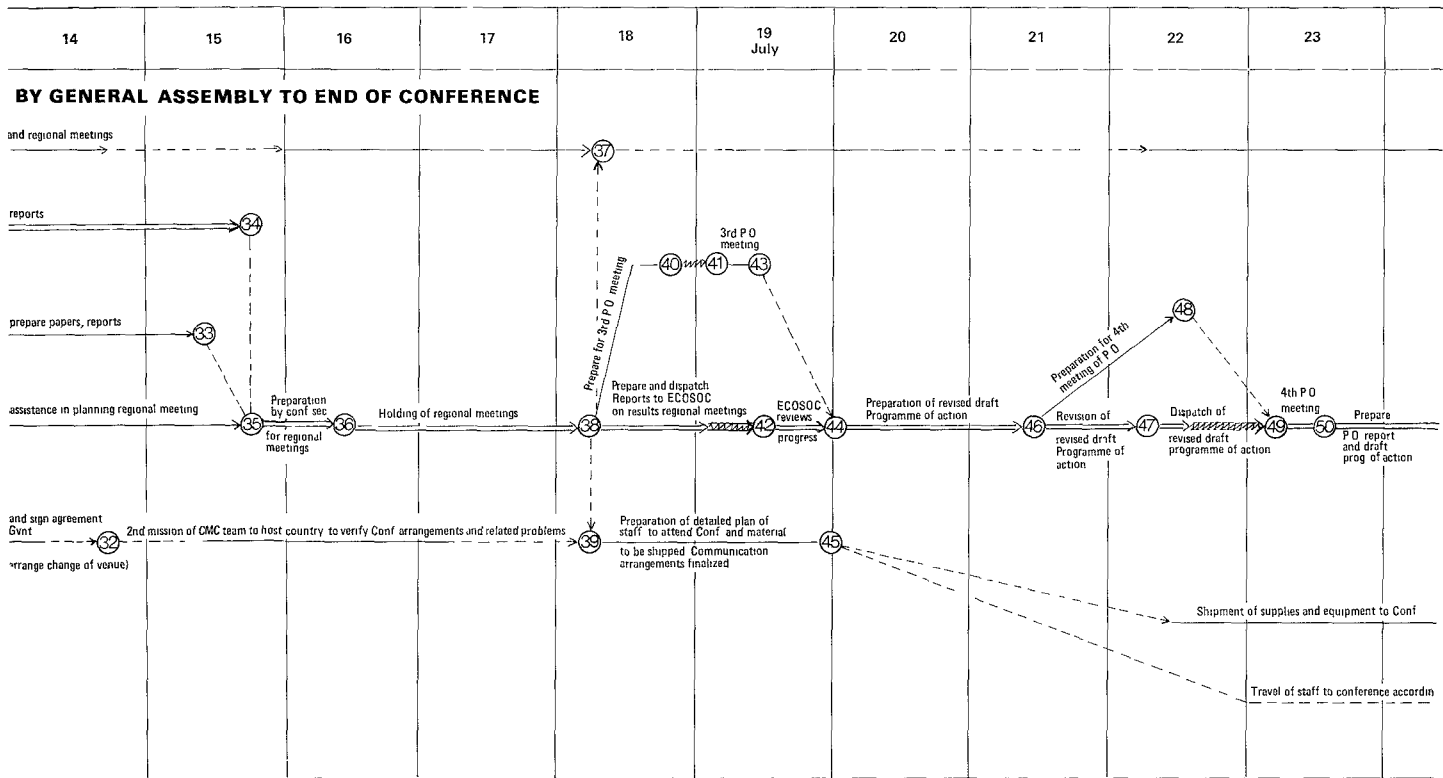 14 15 16 17 18 19 20 21 22 23
July
BY GENERAL ASSEMBLY TO END OF CONFERENCE
and regional meetings
37
reports
34
3rd P O
meeting
40 41 43
Prepare for 3rd P O meeting
prepare papers, reports
33
48
Preparation for 4th
meeting of P O
assistance in planning regional meeting
35
Preparation
by conf sec
for regional
meetings
36
Holding of regional meetings
38
Prepare and dispatch
Reports to ECOSOC
on results regional meetings
42
ECOSOC
reviews
progress
44
Preparation of revised draft
Programme of action
46
Revision of
revised draft
Programme of
action
47
Dispatch of
revised draft
programme of action
49
4th PO
meeting
50
Prepare
P O report
and draft
prog of action
and sign agreement
Gvnt
32
arrange change of venue)
2nd mission of CMC team to host country to verify Conf arrangements and related problems
39
Preparation of detailed plan of
staff to attend Conf and material
to be shipped Communication
arrangements finalized
45
Shipment of supplies and equipment to Conf
Travel of staff to conference accordin